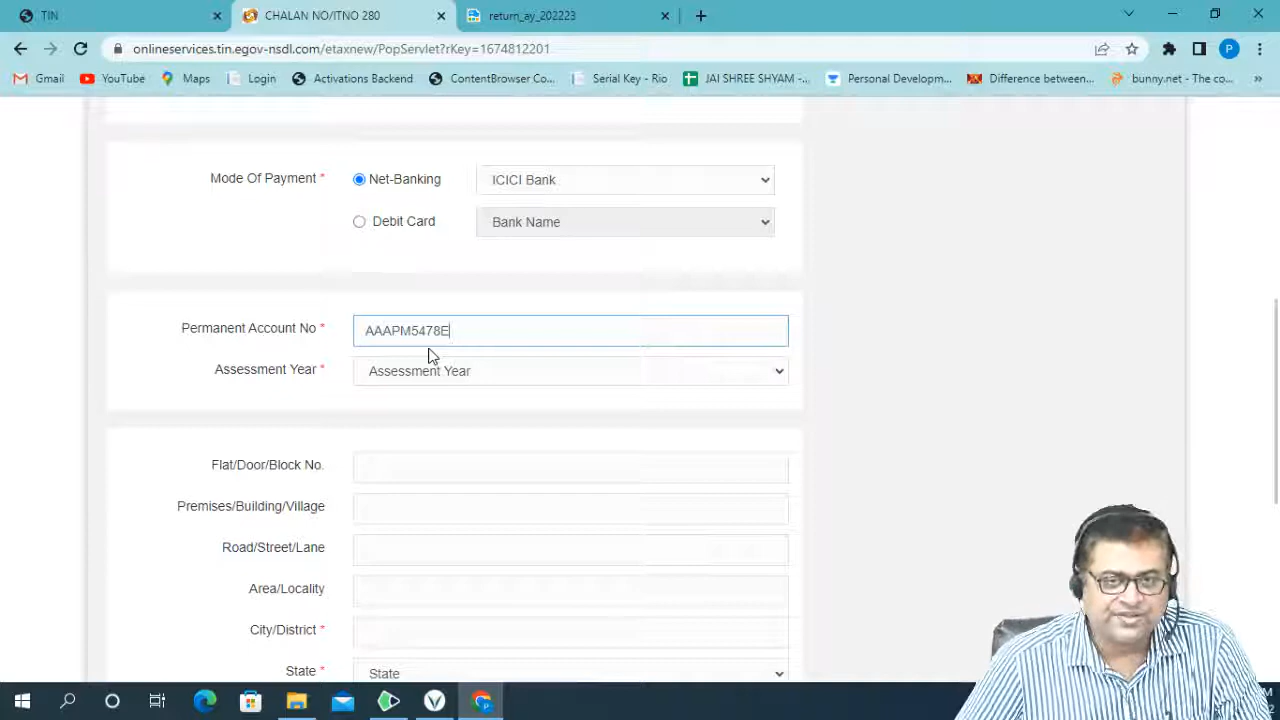 TIN
CHALAN NO/ITNO 280
return_ay_202223
onlineservices.tin.egov-nsdl.com/etaxnew/PopServlet?rKey=1674812201
P
Gmail
YouTube
Maps
Login
Activations Backend
ContentBrowser Co...
Serial Key - Rio
JAI SHREE SHYAM -...
Personal Developm...
Difference between...
bunny.net - The co...
»
Mode Of Payment *
Net-Banking
ICICI Bank
Debit Card
Bank Name
Permanent Account No *
AAAPM5478E
Assessment Year *
Assessment Year
Flat/Door/Block No.
Premises/Building/Village
Road/Street/Lane
Area/Locality
City/District *
State *
State